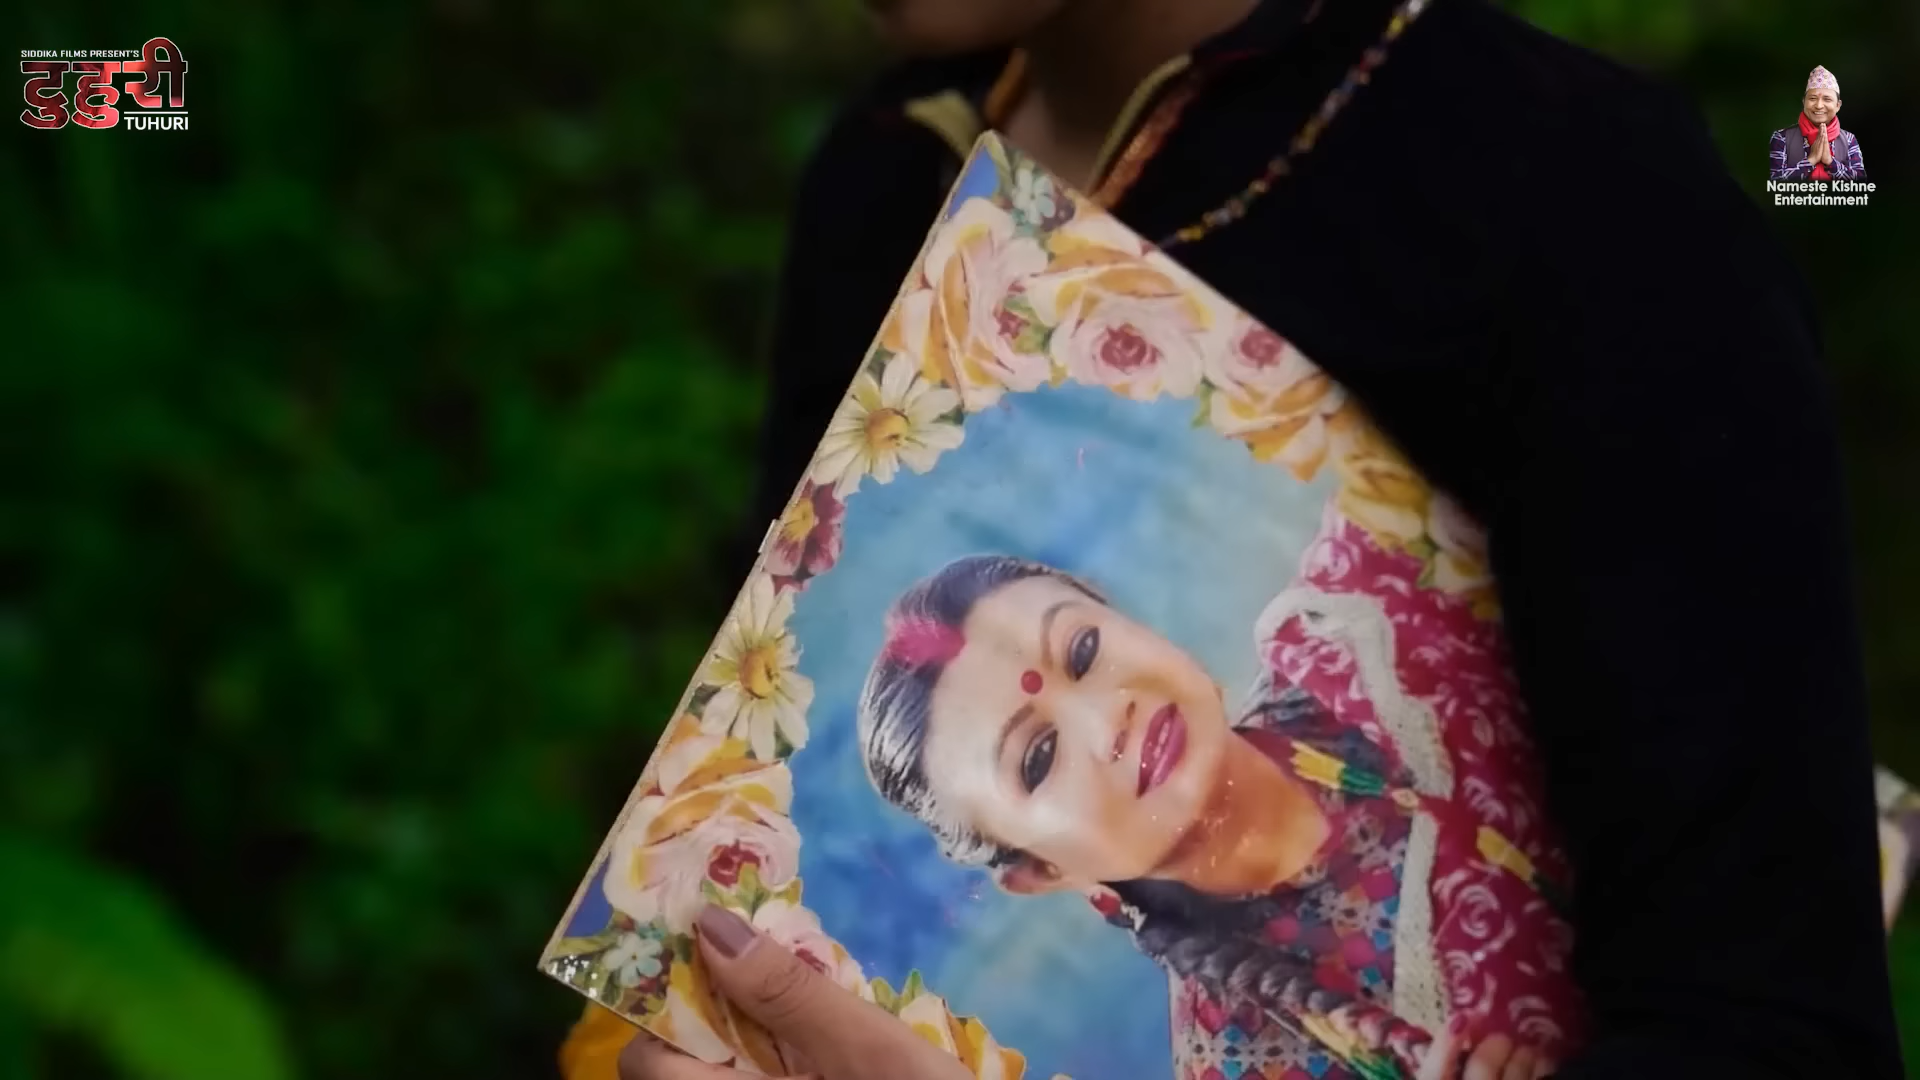 SIDDIKA FILMS PRESENT'S
टुहुरी
TUHURI
Nameste Kishne
Entertainment